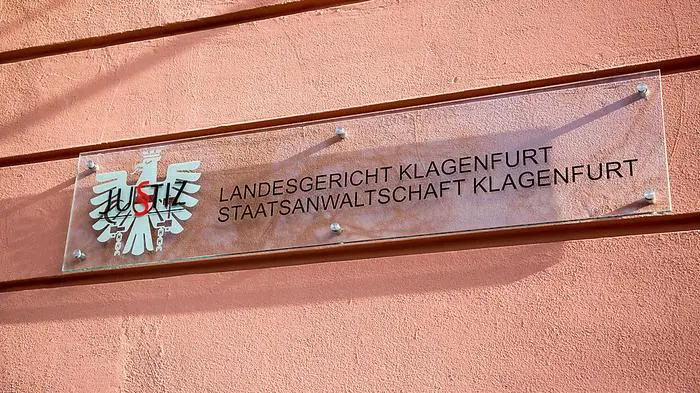 JUSTIZ
LANDESGERICHT KLAGENFURT
STAATSANWALTSCHAFT KLAGENFURT